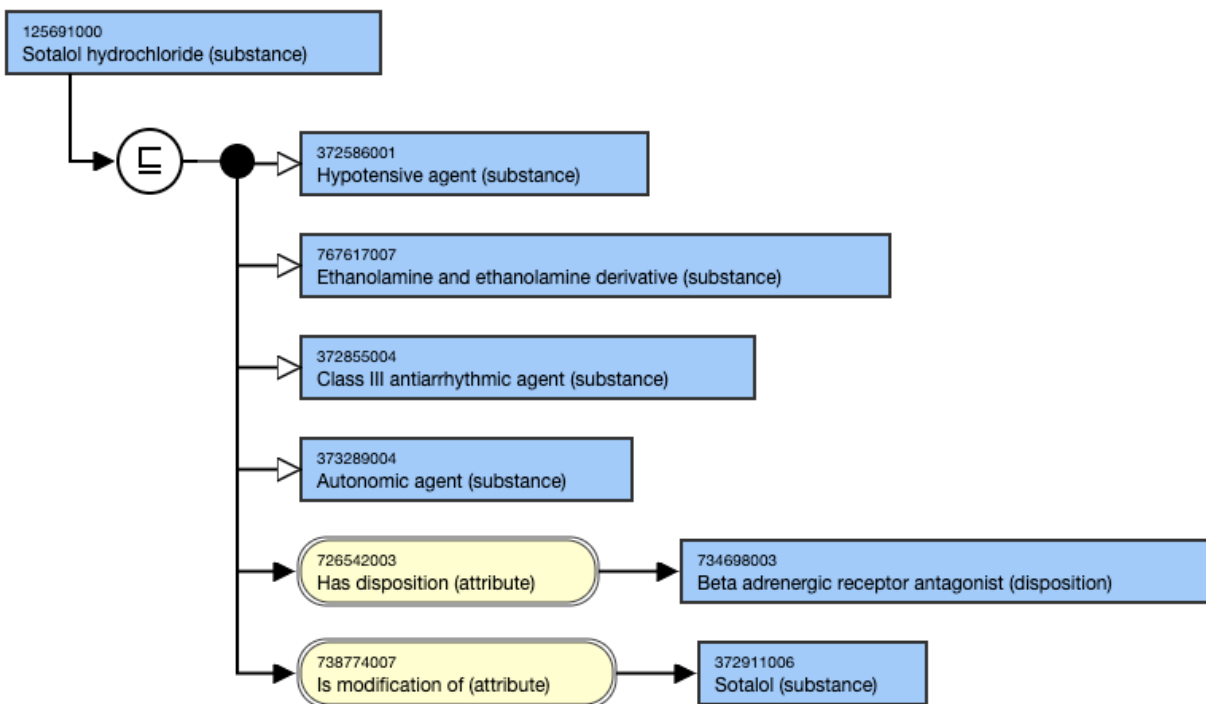 125691000
Sotalol hydrochloride (substance)
⊑
372586001
Hypotensive agent (substance)
767617007
Ethanolamine and ethanolamine derivative (substance)
372855004
Class III antiarrhythmic agent (substance)
373289004
Autonomic agent (substance)
726542003
Has disposition (attribute)
734698003
Beta adrenergic receptor antagonist (disposition)
738774007
Is modification of (attribute)
372911006
Sotalol (substance)